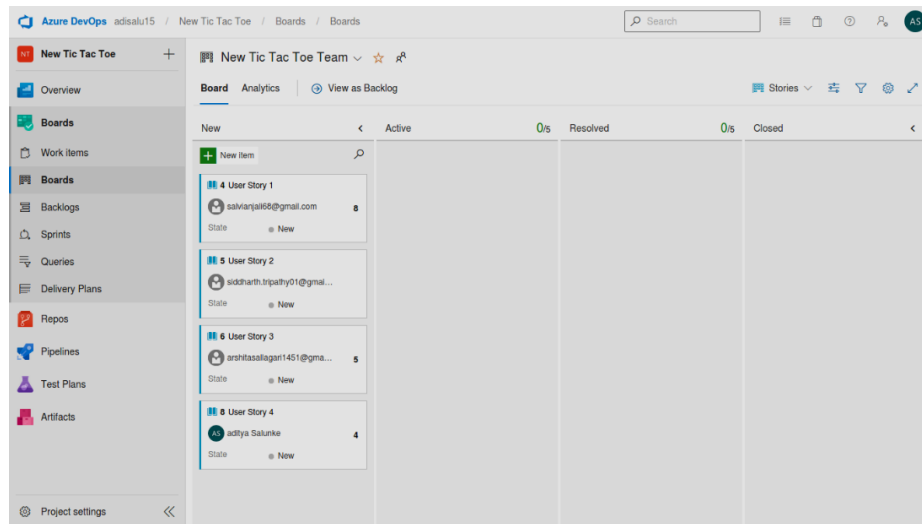 Azure DevOps adisalu15 / New Tic Tac Toe / Boards / Boards
Search
AS
NT New Tic Tac Toe
New Tic Tac Toe Team
Overview
Board Analytics View as Backlog
Stories
Boards
Work items
Boards
Backlogs
Sprints
Queries
Delivery Plans
Repos
Pipelines
Test Plans
Artifacts
Project settings
New
Active 0/5
Resolved 0/5
Closed
New item
4 User Story 1
salvianjali68@gmail.com 8
State New
5 User Story 2
siddharth.tripathy01@gmai...
State New
6 User Story 3
arshitasallagari1451@gma... 5
State New
8 User Story 4
AS aditya Salunke 4
State New